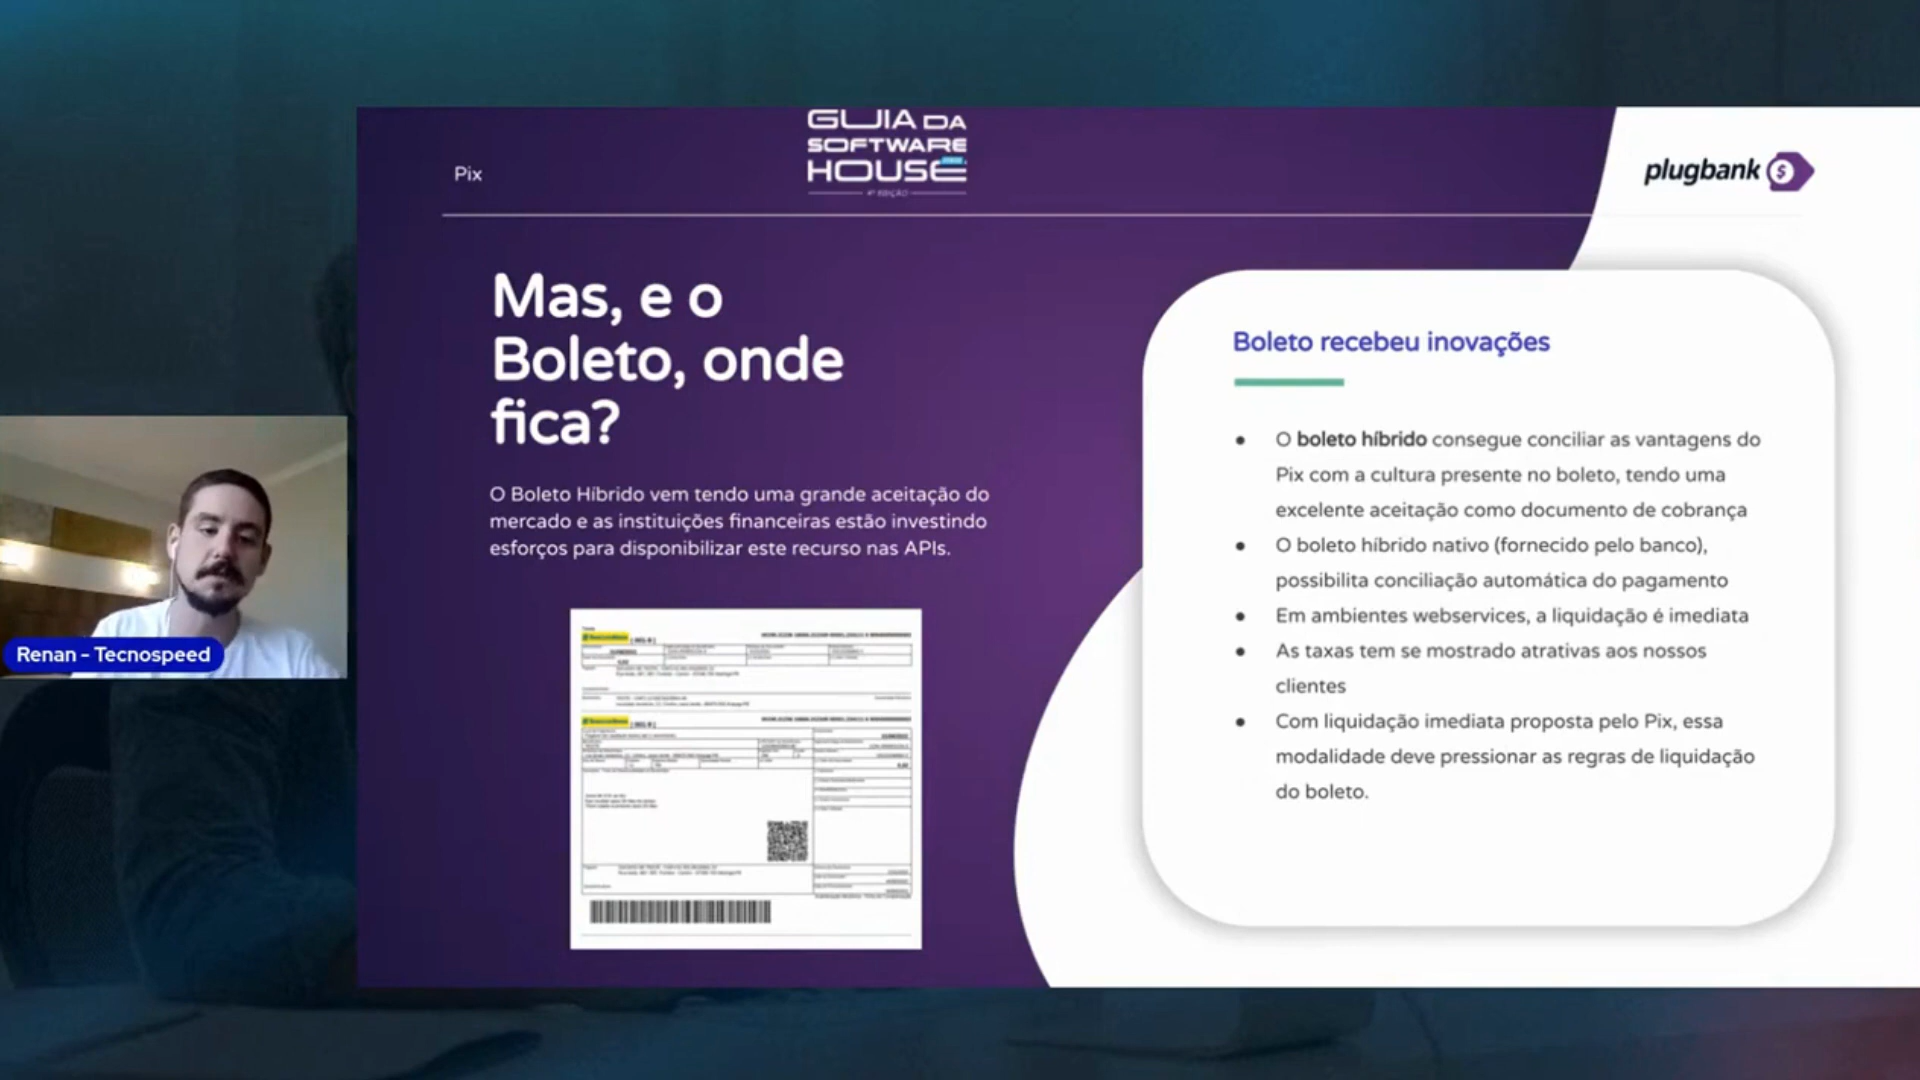 Pix
GUIA DA
SOFTWARE
HOUSE
4ª EDIÇÃO
plugbank
Mas, e o
Boleto, onde
fica?
O Boleto Híbrido vem tendo uma grande aceitação do
mercado e as instituições financeiras estão investindo
esforços para disponibilizar este recurso nas APIs.
Boleto recebeu inovações
● O boleto híbrido consegue conciliar as vantagens do
Pix com a cultura presente no boleto, tendo uma
excelente aceitação como documento de cobrança
● O boleto híbrido nativo (fornecido pelo banco),
possibilita conciliação automática do pagamento
● Em ambientes webservices, a liquidação é imediata
● As taxas tem se mostrado atrativas aos nossos
clientes
● Com liquidação imediata proposta pelo Pix, essa
modalidade deve pressionar as regras de liquidação
do boleto.
Renan - Tecnospeed